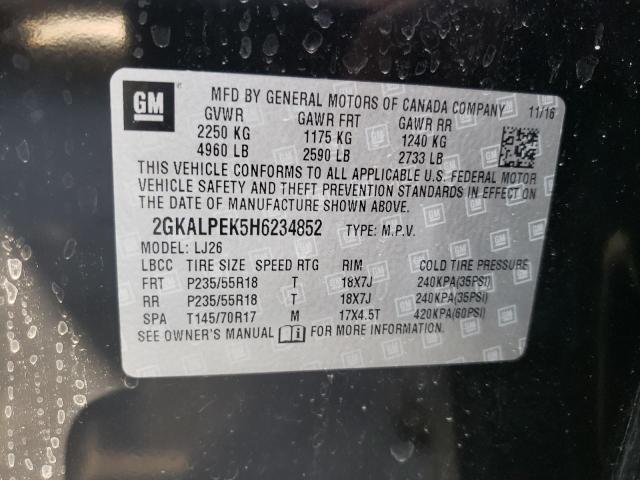 GM
MFD BY GENERAL MOTORS OF CANADA COMPANY 11/16
GVWR GAWR FRT GAWR RR
2250 KG 1175 KG 1240 KG
4960 LB 2590 LB 2733 LB
THIS VEHICLE CONFORMS TO ALL APPLICABLE U.S. FEDERAL MOTOR
VEHICLE SAFETY AND THEFT PREVENTION STANDARDS IN EFFECT ON
THE DATE OF MANUFACTURE SHOWN ABOVE.
2GKALPEK5H6234852 TYPE: M.P.V.
MODEL: LJ26
LBCC TIRE SIZE SPEED RTG RIM COLD TIRE PRESSURE
FRT P235/55R18 T 18X7J 240KPA(35PSI)
RR P235/55R18 T 18X7J 240KPA(35PSI)
SPA T145/70R17 M 17X4.5T 420KPA(60PSI)
SEE OWNER'S MANUAL FOR MORE INFORMATION.